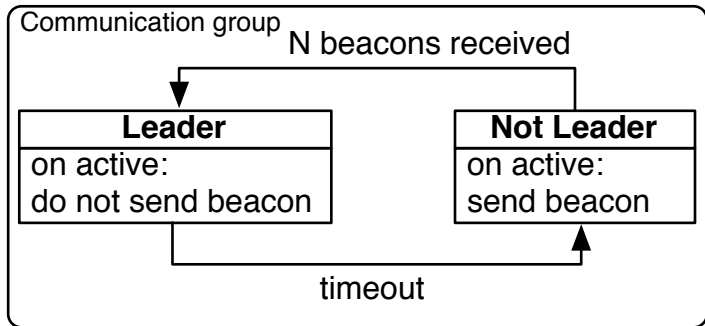 Communication group
N beacons received
Leader
on active:
do not send beacon
Not Leader
on active:
send beacon
timeout